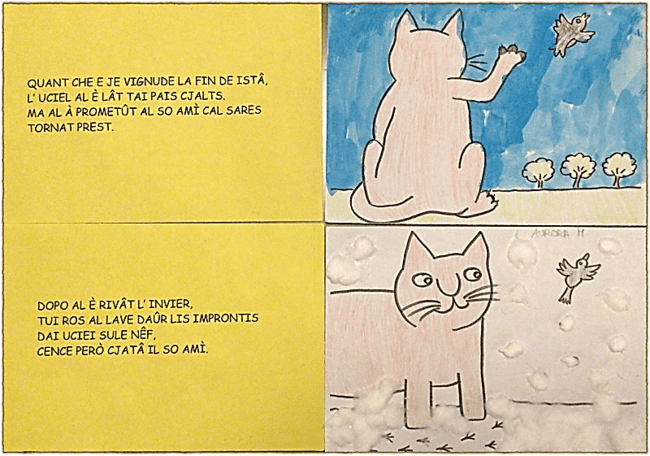 QUANT CHE E JE VIGNUDE LA FIN DE ISTÂ,
L' UCIEL AL È LÂT TAI PAIS CJALTS.
MA AL À PROMETÛT AL SO AMÌ CAL SARES
TORNAT PREST.
AURORA M
DOPO AL È RIVÂT L' INVIER,
TUI ROS AL LAVE DAÛR LIS IMPRONTIS
DAI UCIEI SULE NÊF,
CENCE PERÒ CJATÂ IL SO AMÌ.